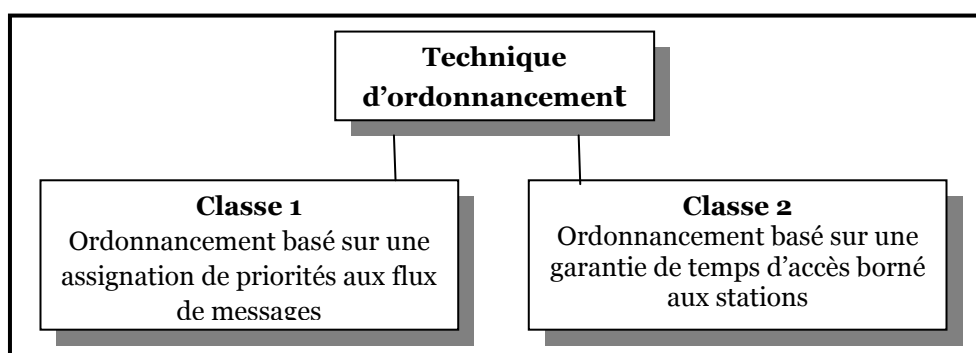 Technique
d’ordonnancement
Classe 1
Ordonnancement basé sur une
assignation de priorités aux flux
de messages
Classe 2
Ordonnancement basé sur une
garantie de temps d’accès borné
aux stations